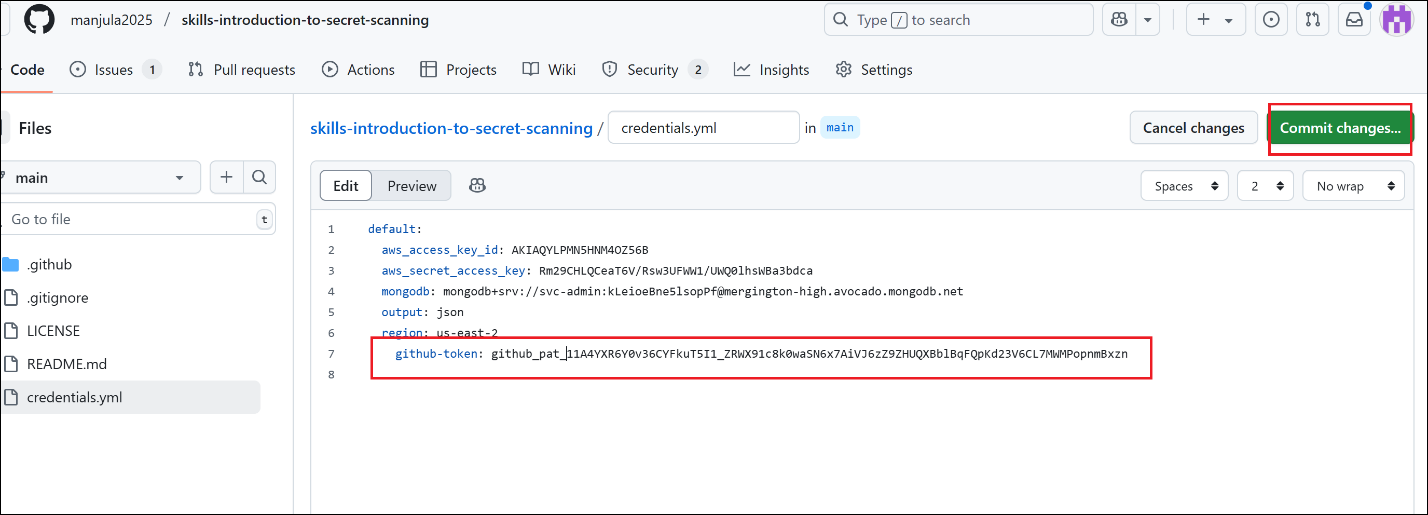 manjula2025 / skills-introduction-to-secret-scanning
Type / to search
Code
Issues 1
Pull requests
Actions
Projects
Wiki
Security 2
Insights
Settings
Files
main
Go to file
t
.github
.gitignore
LICENSE
README.md
credentials.yml
skills-introduction-to-secret-scanning / credentials.yml in main
Cancel changes
Commit changes...
Edit
Preview
Spaces
2
No wrap
1 default:
2 aws_access_key_id: AKIAQYLPMN5HNM4OZ56B
3 aws_secret_access_key: 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
4 mongodb: mongodb+srv://svc-admin:kLeioeBne5lsopPf@mergington-high.avocado.mongodb.net
5 output: json
6 region: us-east-2
7 github-token: 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
8